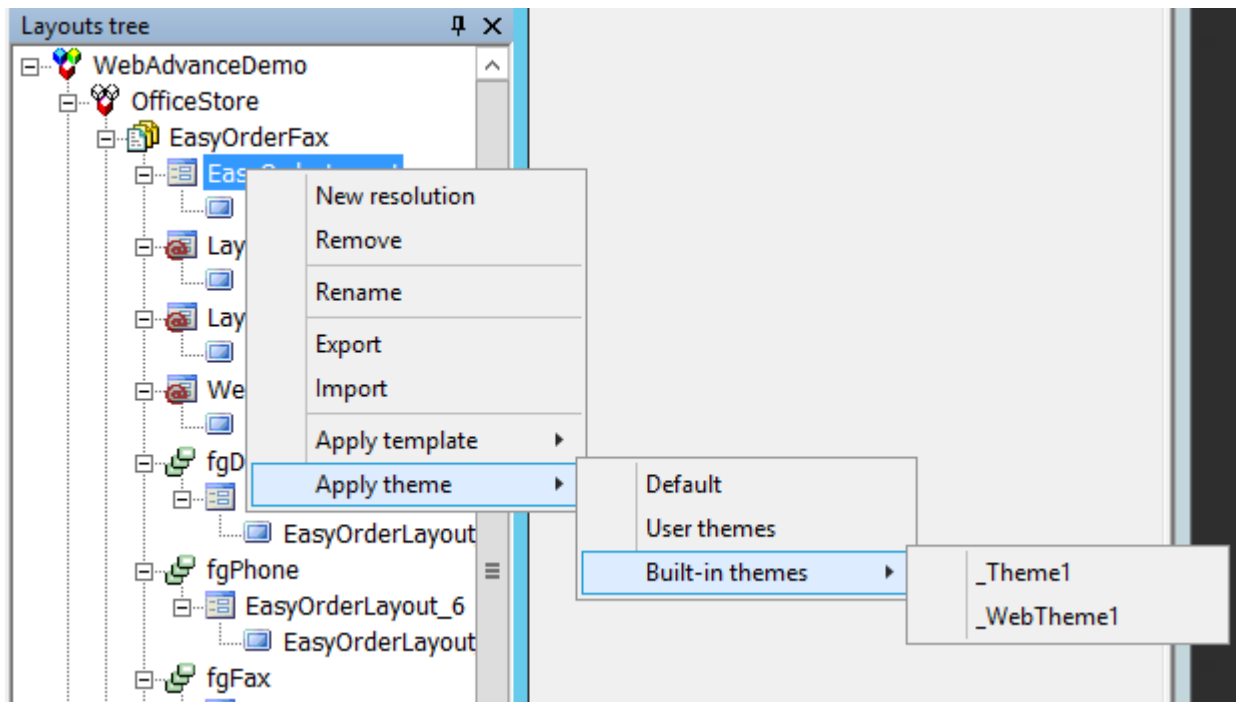 Layouts tree
WebAdvanceDemo
OfficeStore
EasyOrderFax
New resolution
Remove
Rename
Export
Import
Apply template
Apply theme
Default
User themes
Built-in themes
_Theme1
_WebTheme1
EasyOrderLayout
fgPhone
EasyOrderLayout_6
EasyOrderLayout
fgFax